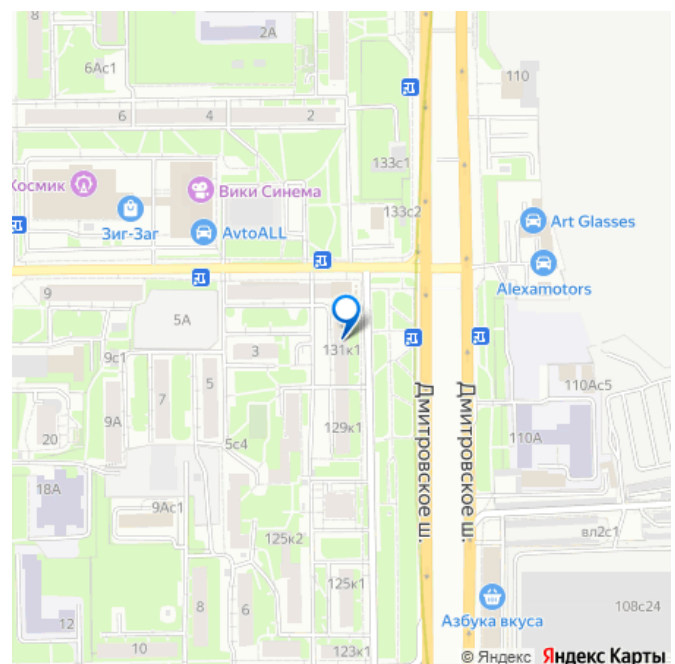 8
2А
6Ас1
110
6
4
2
133с1
Космик
Вики Синема
133с2
Зиг-Заг
AvtoALL
Art Glasses
Alexamotors
9
5А
131к1
9с1
3
5
7
110Ас5
9А
Дмитровское ш.
Дмитровское ш.
20
5с4
129к1
110А
18А
9Ас1
125к2
вл2с1
8
6
125к1
Азбука вкуса
108с24
12
10
123к1
© Яндекс Яндекс Карты